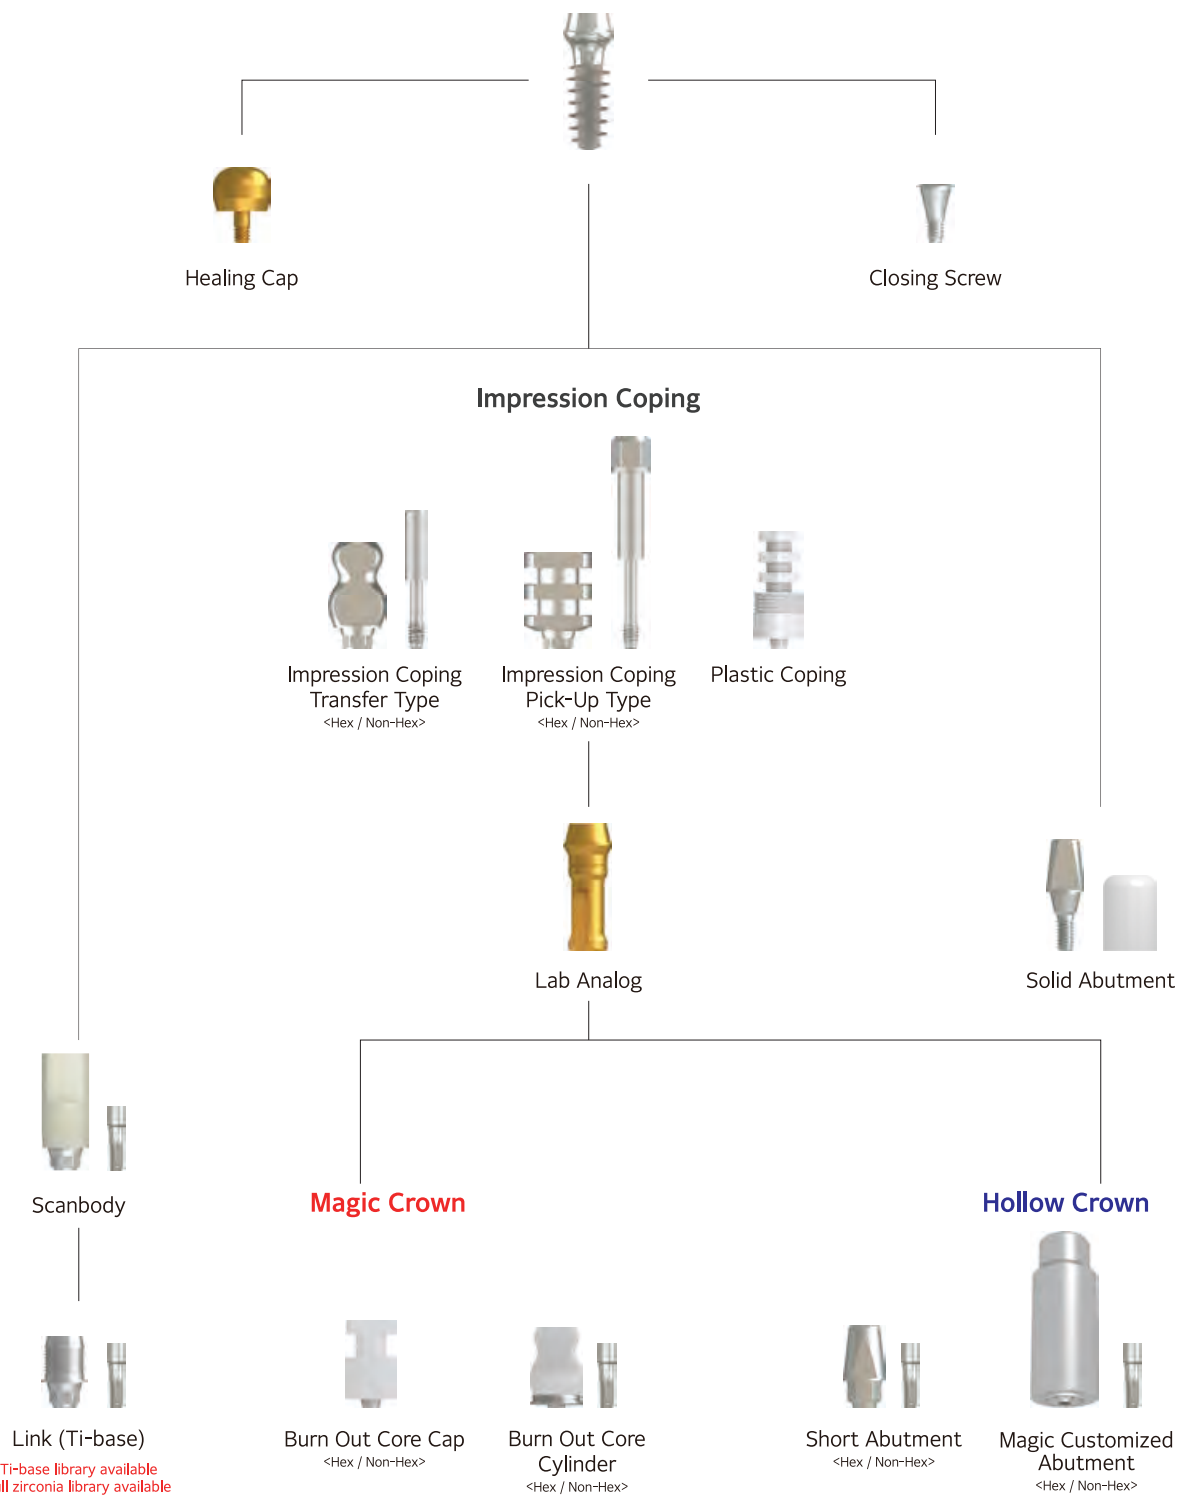 Healing Cap
Closing Screw
Impression Coping
Impression Coping
Transfer Type
<Hex / Non-Hex>
Impression Coping
Pick-Up Type
<Hex / Non-Hex>
Plastic Coping
Lab Analog
Solid Abutment
Scanbody
Magic Crown
Hollow Crown
Link (Ti-base)
Ti-base library available
zirconia library available
Burn Out Core Cap
<Hex / Non-Hex>
Burn Out Core
Cylinder
<Hex / Non-Hex>
Short Abutment
<Hex / Non-Hex>
Magic Customized
Abutment
<Hex / Non-Hex>